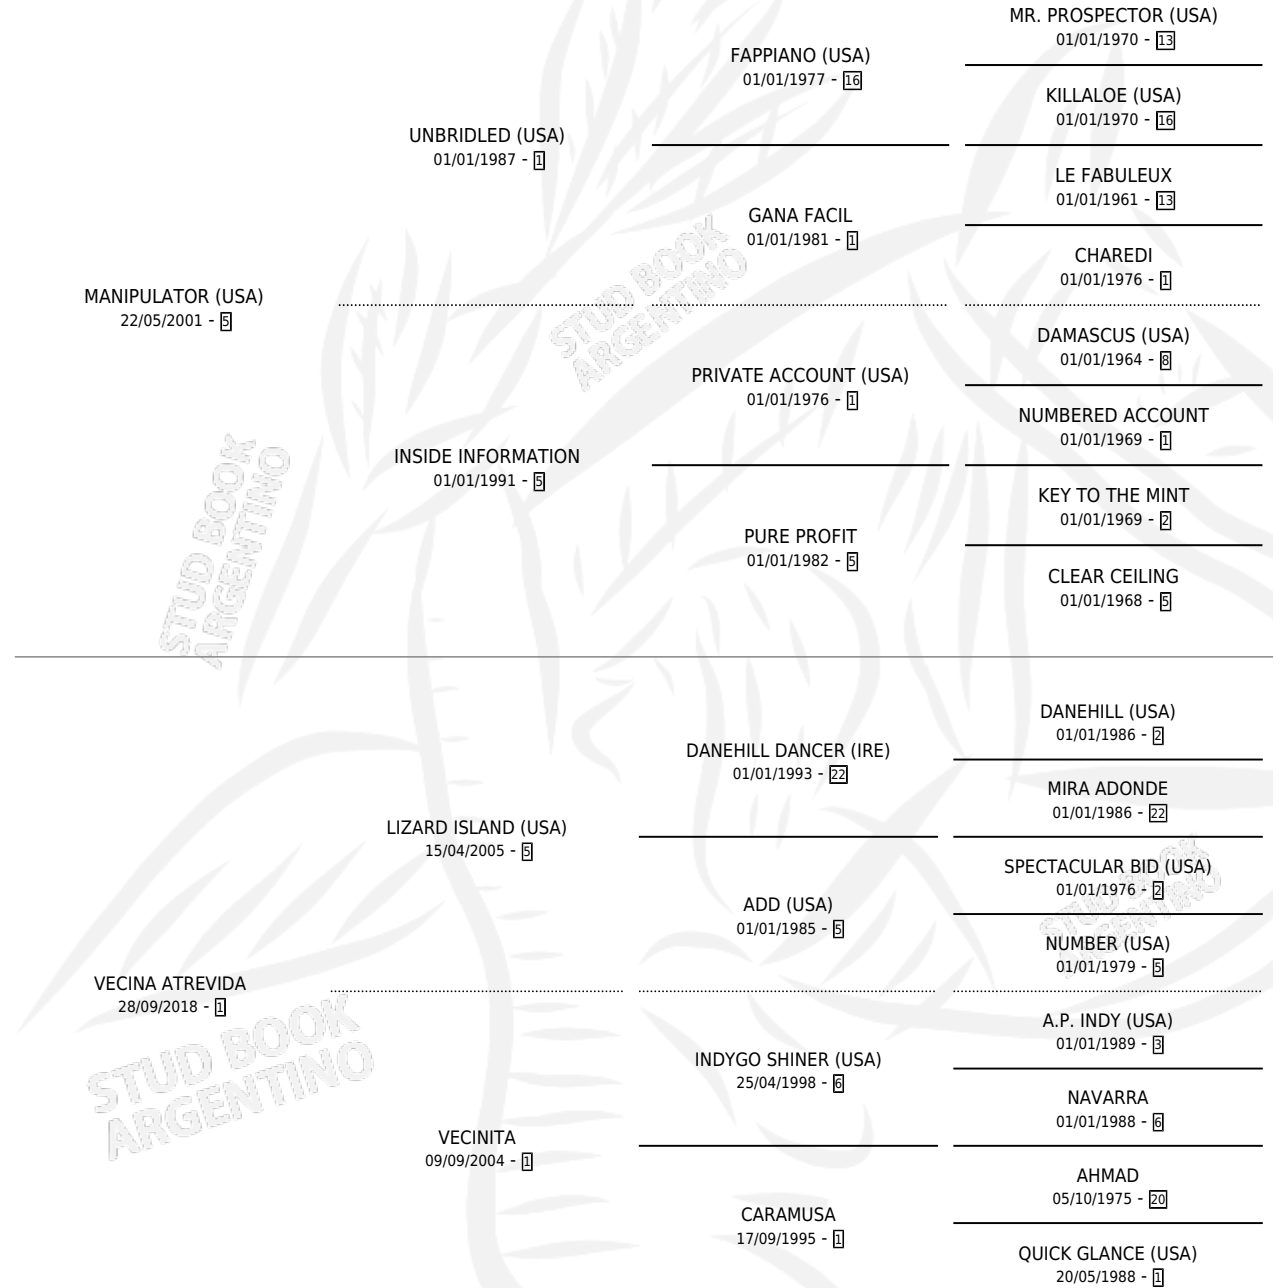 MR. PROSPECTOR (USA)
01/01/1970 - 13
FAPPIANO (USA)
01/01/1977 - 16
KILLALOE (USA)
01/01/1970 - 16
UNBRIDLED (USA)
01/01/1987 - 1
LE FABULEUX
01/01/1961 - 13
GANA FACIL
01/01/1981 - 1
CHAREDI
01/01/1976 - 1
MANIPULATOR (USA)
22/05/2001 - 5
STUD BOOK
ARGENTINO
DAMASCUS (USA)
01/01/1964 - 8
PRIVATE ACCOUNT (USA)
01/01/1976 - 1
NUMBERED ACCOUNT
01/01/1969 - 1
INSIDE INFORMATION
01/01/1991 - 5
KEY TO THE MINT
01/01/1969 - 2
PURE PROFIT
01/01/1982 - 5
CLEAR CEILING
01/01/1968 - 5
STUD BOOK
ARGENTINO
DANEHILL (USA)
01/01/1986 - 2
DANEHILL DANCER (IRE)
01/01/1993 - 22
MIRA ADONDE
01/01/1986 - 22
LIZARD ISLAND (USA)
15/04/2005 - 5
SPECTACULAR BID (USA)
01/01/1976 - 2
ADD (USA)
01/01/1985 - 5
STUD BOOK
ARGENTINO
NUMBER (USA)
01/01/1979 - 5
VECINA ATREVIDA
28/09/2018 - 1
STUD BOOK
ARGENTINO
A.P. INDY (USA)
01/01/1989 - 3
INDYGO SHINER (USA)
25/04/1998 - 6
NAVARRA
01/01/1988 - 6
VECINITA
09/09/2004 - 1
AHMAD
05/10/1975 - 20
CARAMUSA
17/09/1995 - 1
QUICK GLANCE (USA)
20/05/1988 - 1